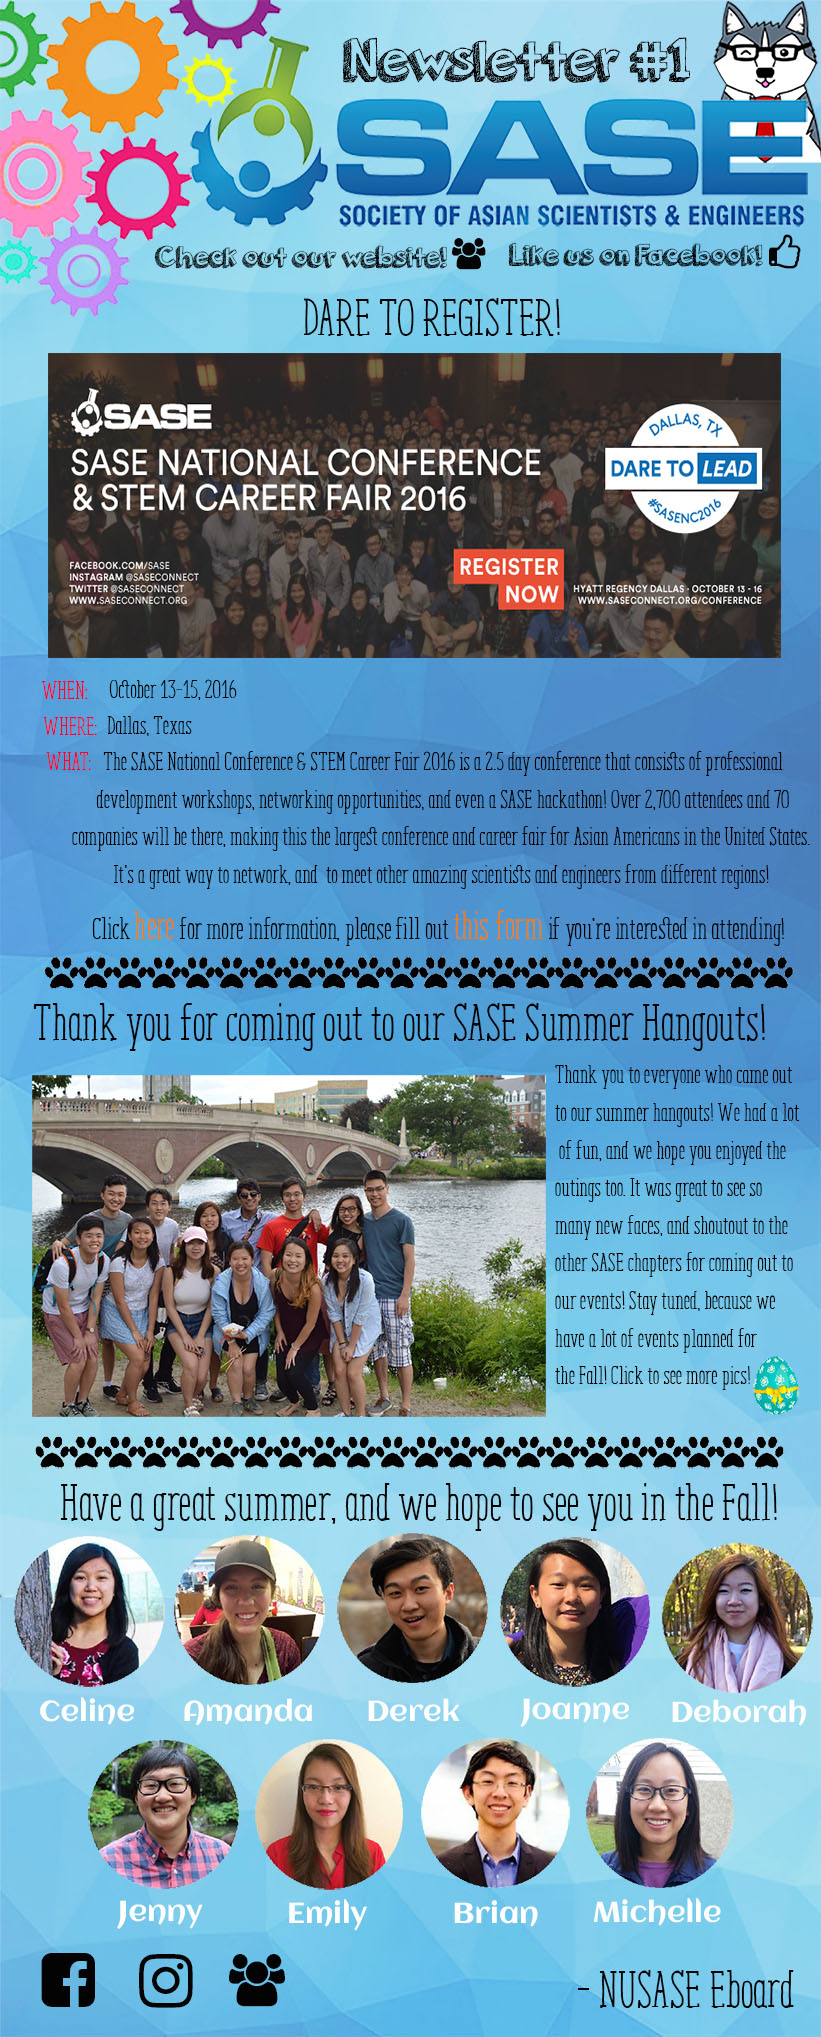 Newsletter #1
SASE
SOCIETY OF ASIAN SCIENTISTS & ENGINEERS
Check out our website!
Like us on Facebook!
DARE TO REGISTER!
SASE
SASE NATIONAL CONFERENCE
& STEM CAREER FAIR 2016
DALLAS, TX
DARE TO LEAD
#SASENC2016
FACEBOOK.COM/SASE
INSTAGRAM @SASECONNECT
TWITTER @SASECONNECT
WWW.SASECONNECT.ORG
REGISTER
NOW
HYATT REGENCY DALLAS · OCTOBER 13 - 16
WWW.SASECONNECT.ORG/CONFERENCE
WHEN: October 13-15, 2016
WHERE: Dallas, Texas
WHAT: The SASE National Conference & STEM Career Fair 2016 is a 2.5 day conference that consists of professional
development workshops, networking opportunities, and even a SASE hackathon! Over 2,700 attendees and 70
companies will be there, making this the largest conference and career fair for Asian Americans in the United States.
It's a great way to network, and to meet other amazing scientists and engineers from different regions!
Click here for more information, please fill out this form if you're interested in attending!
Thank you for coming out to our SASE Summer Hangouts!
Thank you to everyone who came out
to our summer hangouts! We had a lot
of fun, and we hope you enjoyed the
outings too. It was great to see so
many new faces, and shoutout to the
other SASE chapters for coming out to
our events! Stay tuned, because we
have a lot of events planned for
the Fall! Click to see more pics!
Have a great summer, and we hope to see you in the Fall!
Celine
Amanda
Derek
Joanne
Deborah
Jenny
Emily
Brian
Michelle
- NUSASE Eboard